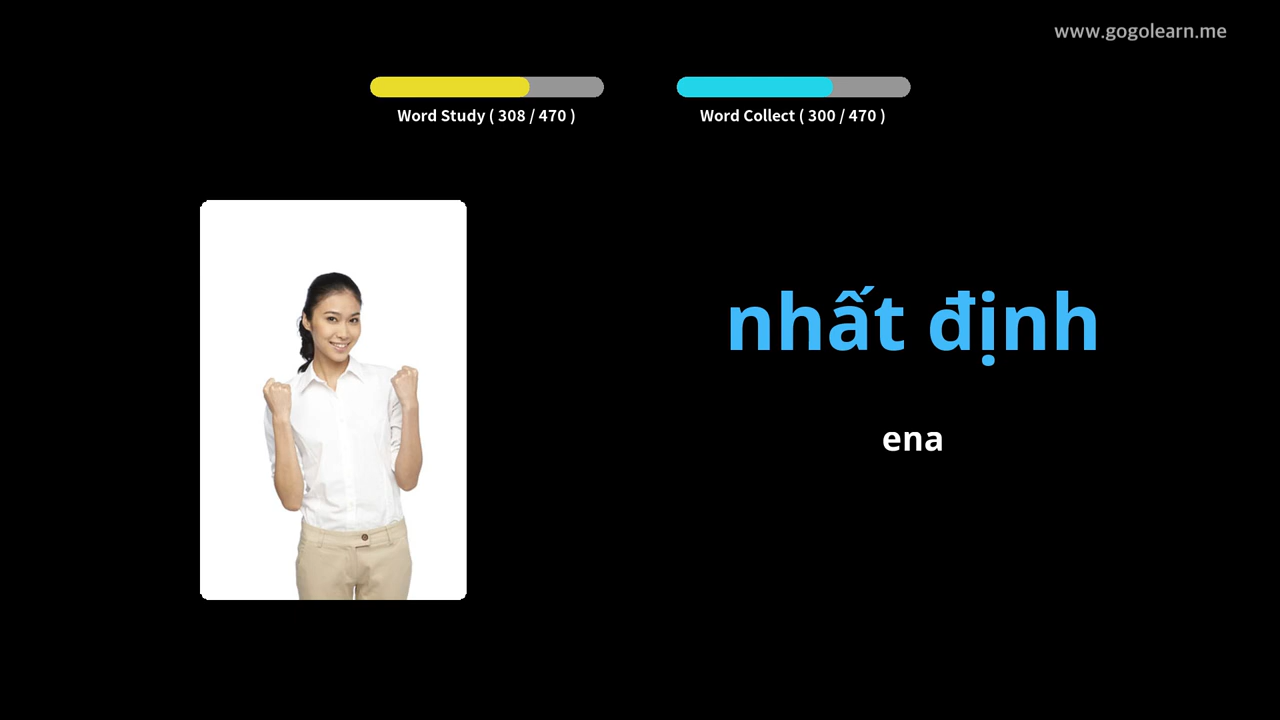 www.gogolearn.me
Word Study ( 308 / 470 )
Word Collect ( 300 / 470 )
nhất định
ena